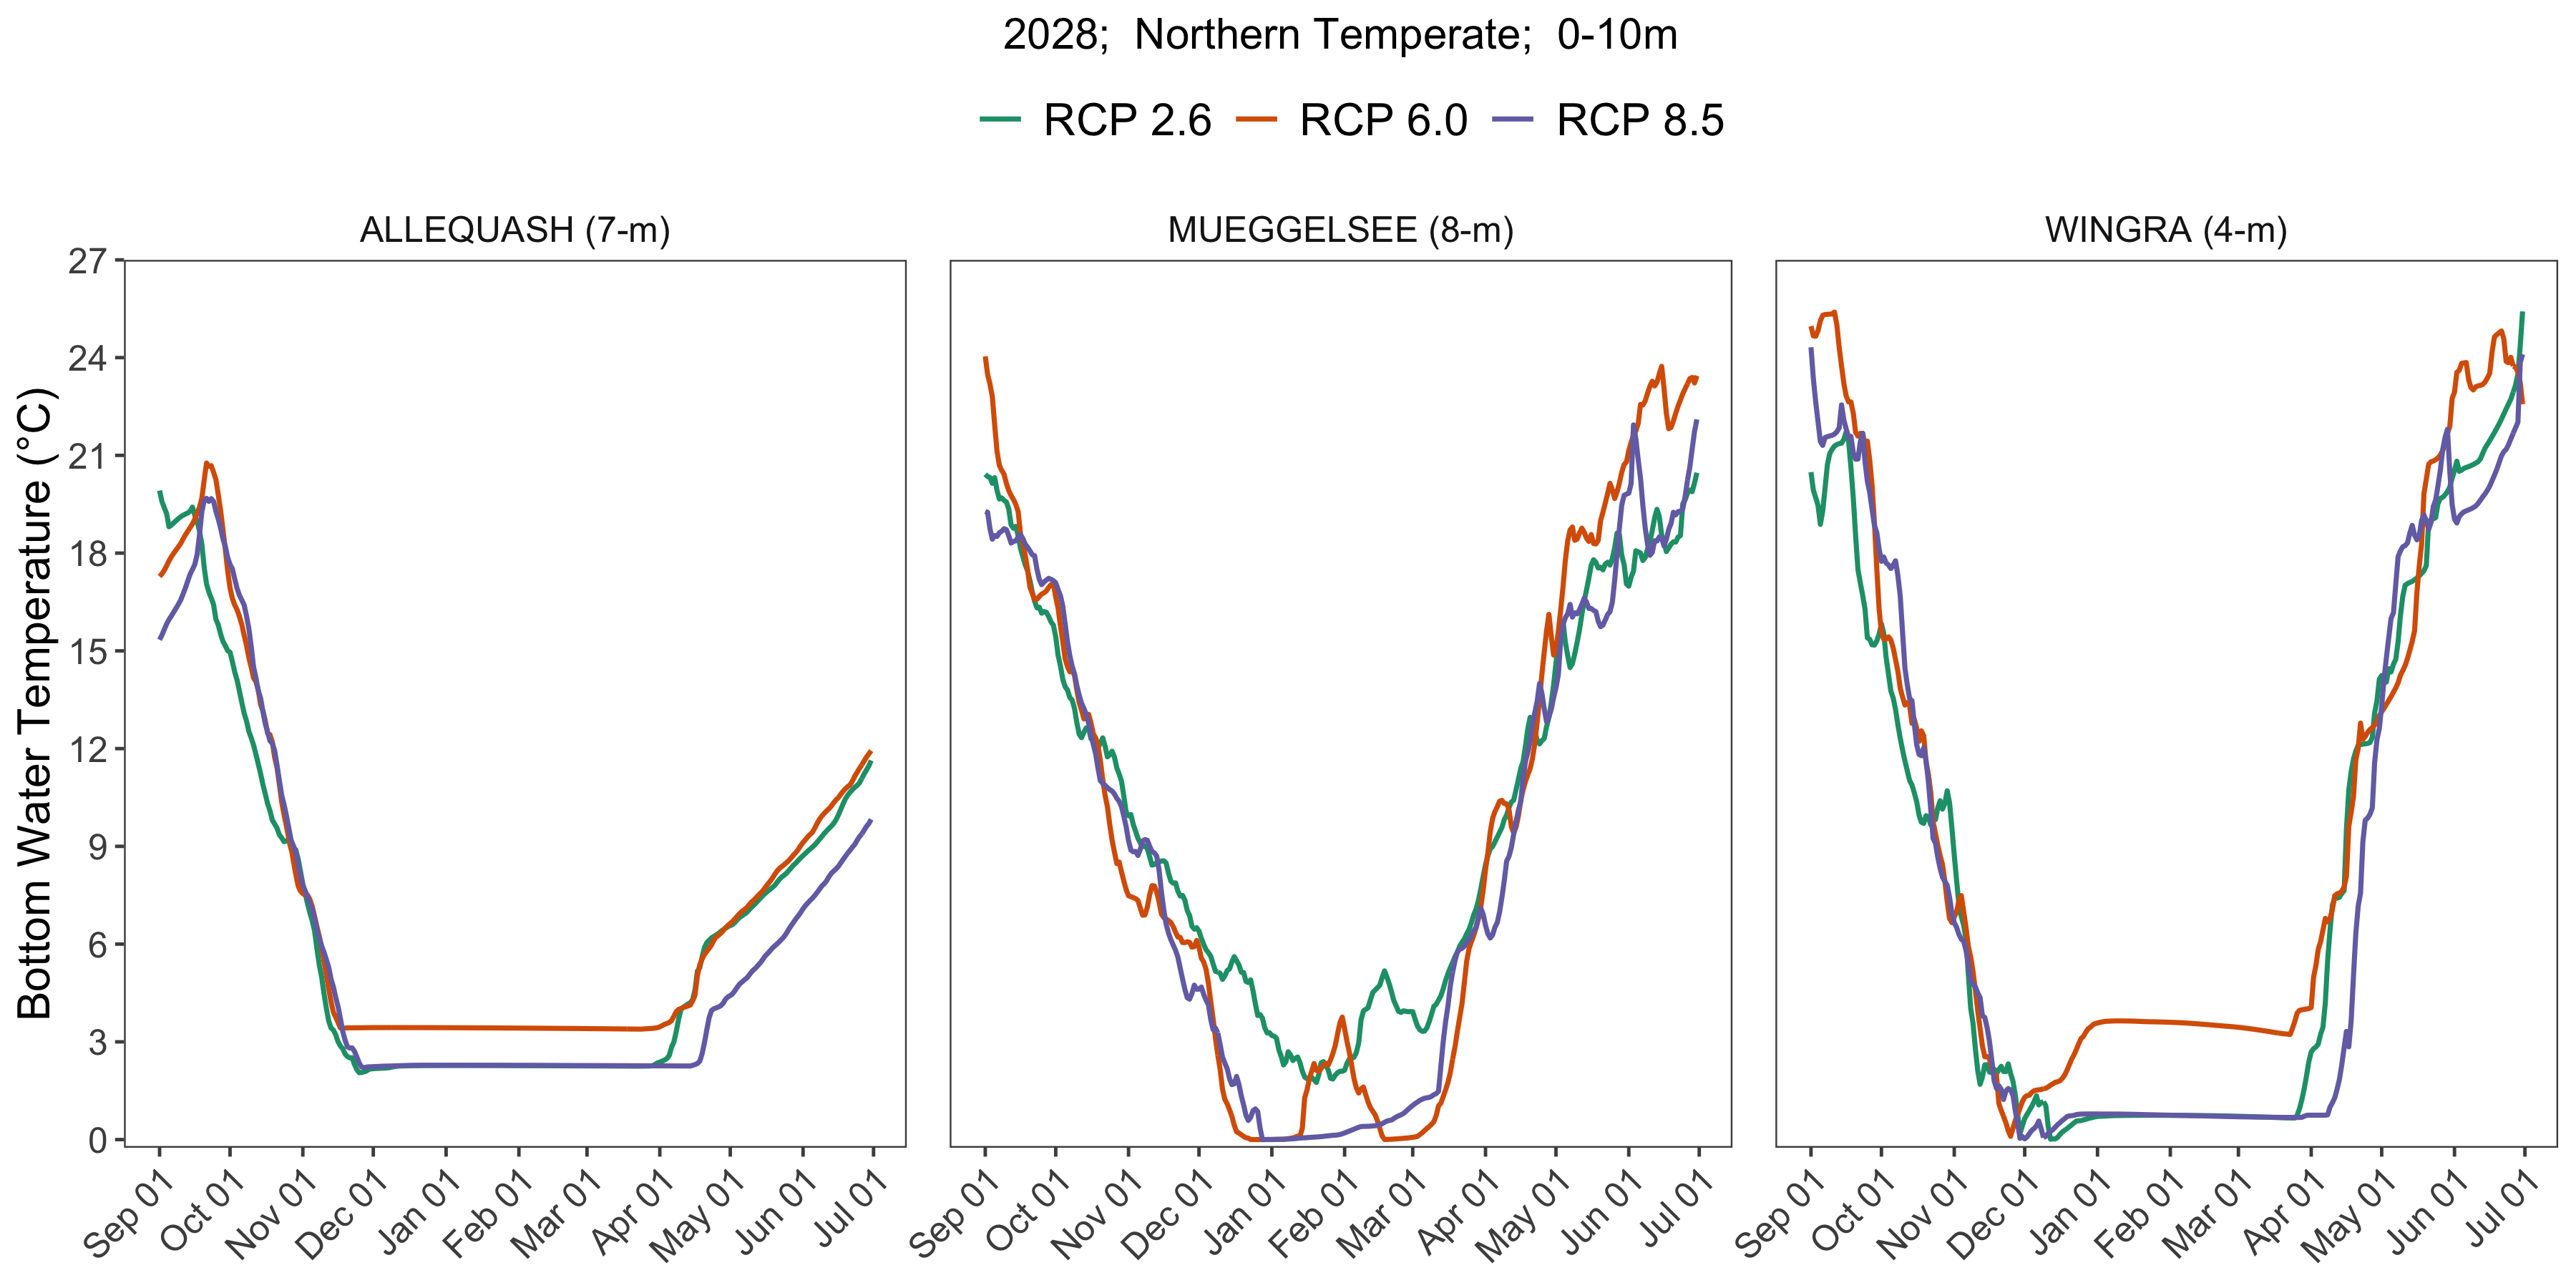 2028;  Northern Temperate;  0-10m
RCP 2.6 RCP 6.0 RCP 8.5
ALLEQUASH (7-m) MUEGGELSEE (8-m) WINGRA (4-m)
Bottom Water Temperature (°C)
27
24
21
18
15
12
9
6
3
0
Sep 01 Oct 01 Nov 01 Dec 01 Jan 01 Feb 01 Mar 01 Apr 01 May 01 Jun 01 Jul 01
Sep 01 Oct 01 Nov 01 Dec 01 Jan 01 Feb 01 Mar 01 Apr 01 May 01 Jun 01 Jul 01
Sep 01 Oct 01 Nov 01 Dec 01 Jan 01 Feb 01 Mar 01 Apr 01 May 01 Jun 01 Jul 01